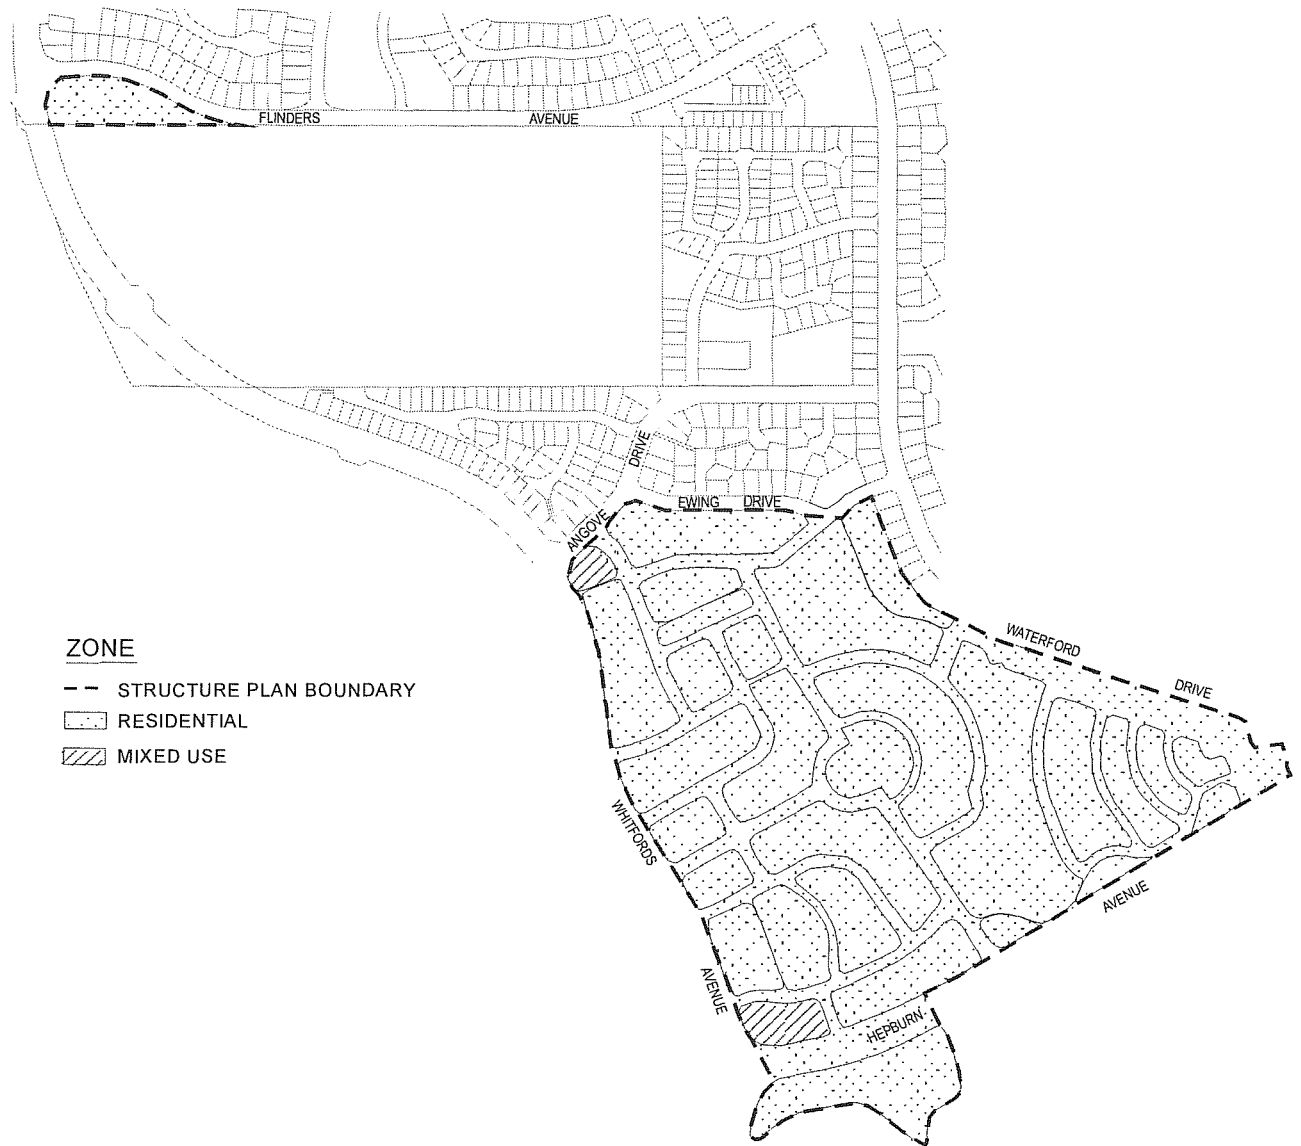 FLINDERS AVENUE
DRIVE
EWING DRIVE
ANGOVE
WATERFORD
DRIVE
ZONE
STRUCTURE PLAN BOUNDARY
RESIDENTIAL
MIXED USE
WHITFORDS
AVENUE
AVENUE
HEPBURN